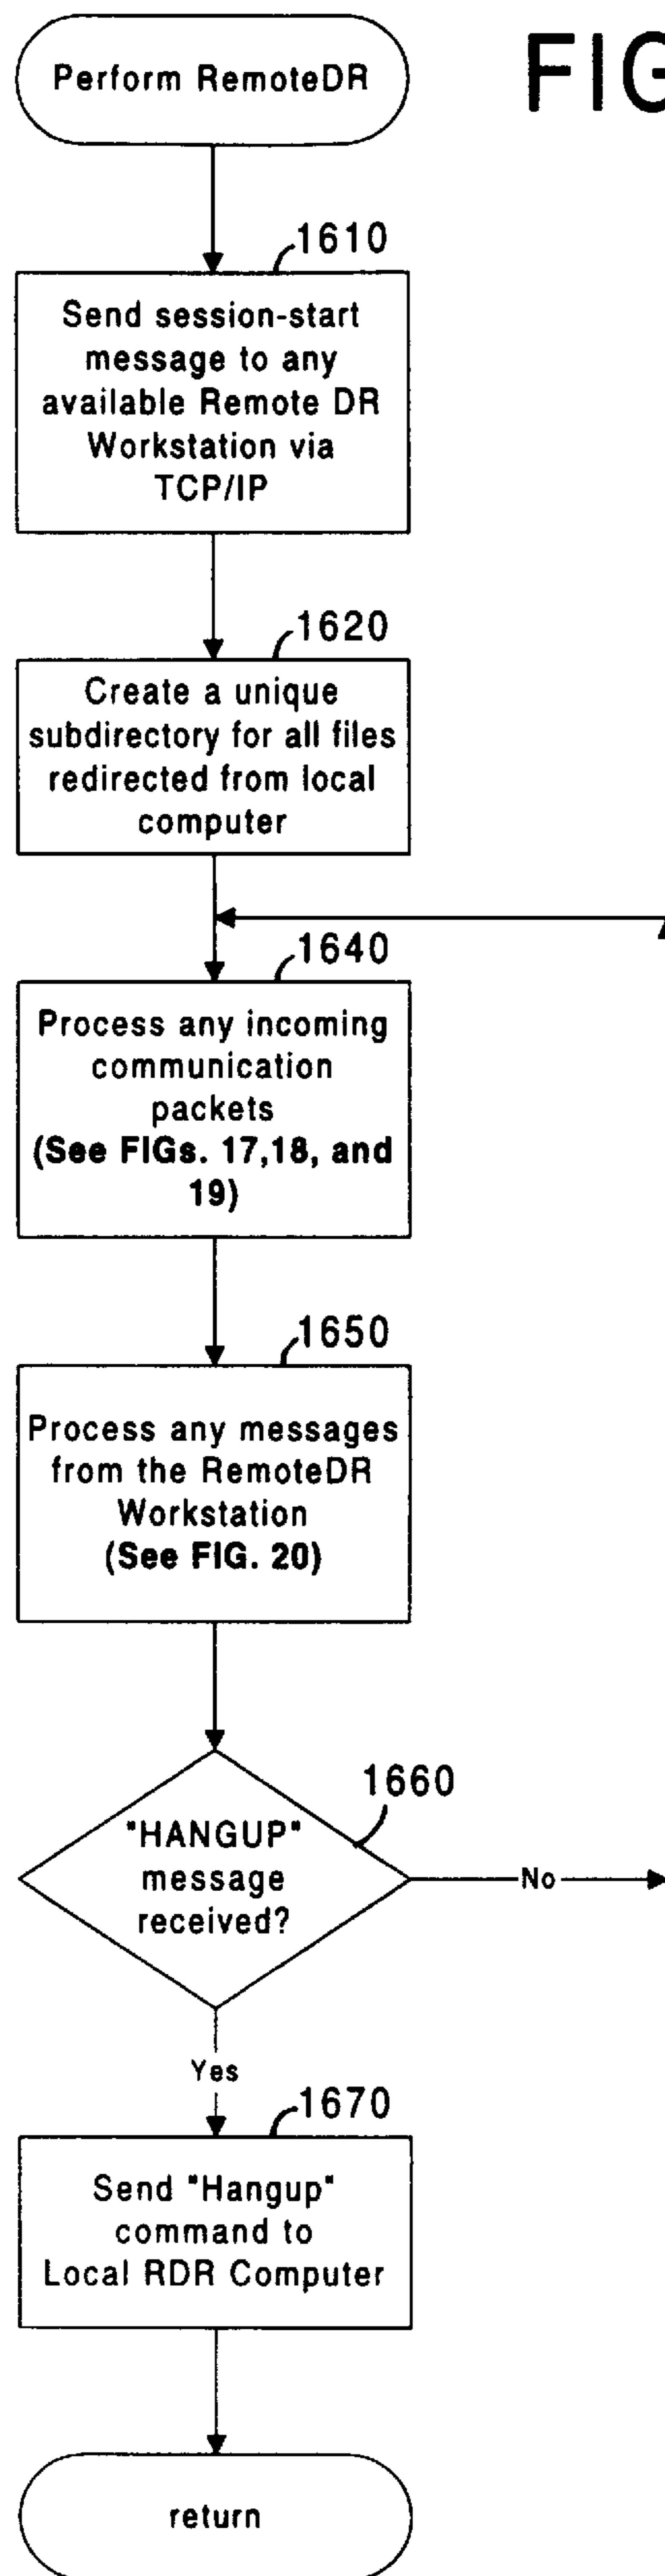 Perform RemoteDR
FIG
1610
Send session-start
message to any
available Remote DR
Workstation via
TCP/IP
1620
Create a unique
subdirectory for all files
redirected from local
computer
1640
Process any incoming
communication
packets
(See FIGs. 17,18, and
19)
1650
Process any messages
from the RemoteDR
Workstation
(See FIG. 20)
1660
"HANGUP"
message
received?
No
Yes
1670
Send "Hangup"
command to
Local RDR Computer
return